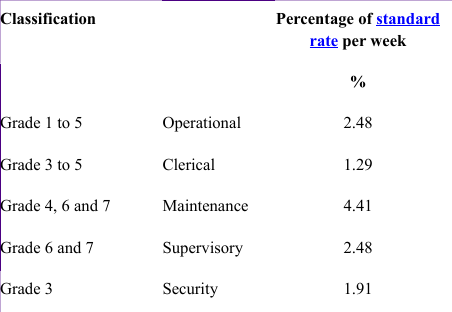 Classification Percentage of standard
rate per week
%
Grade 1 to 5 Operational 2.48
Grade 3 to 5 Clerical 1.29
Grade 4, 6 and 7 Maintenance 4.41
Grade 6 and 7 Supervisory 2.48
Grade 3 Security 1.91